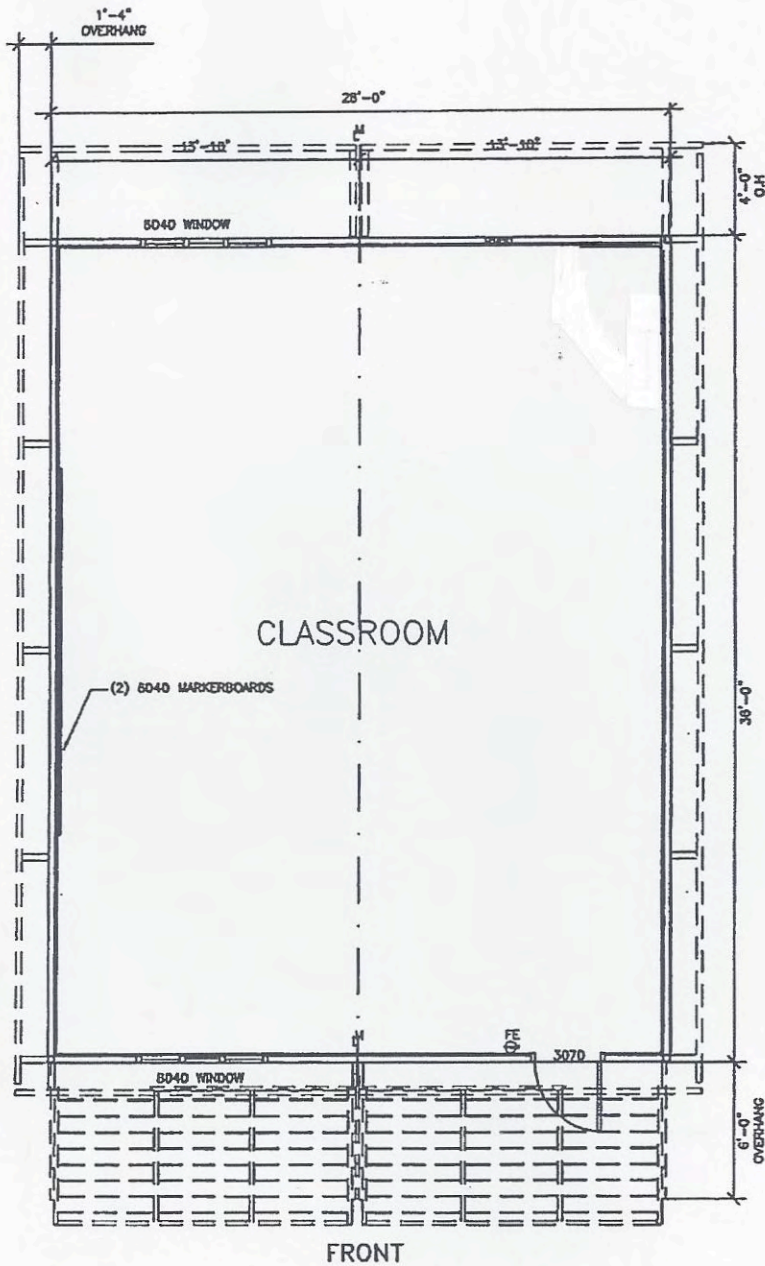 1'-4"
OVERHANG
28'-0"
M
13'-10"
13'-10"
4'-0"
O.H
8040 WINDOW
CLASSROOM
(2) 8040 MARKERBOARDS
36'-0"
M
FE
3070
8040 WINDOW
6'-0"
OVERHANG
FRONT